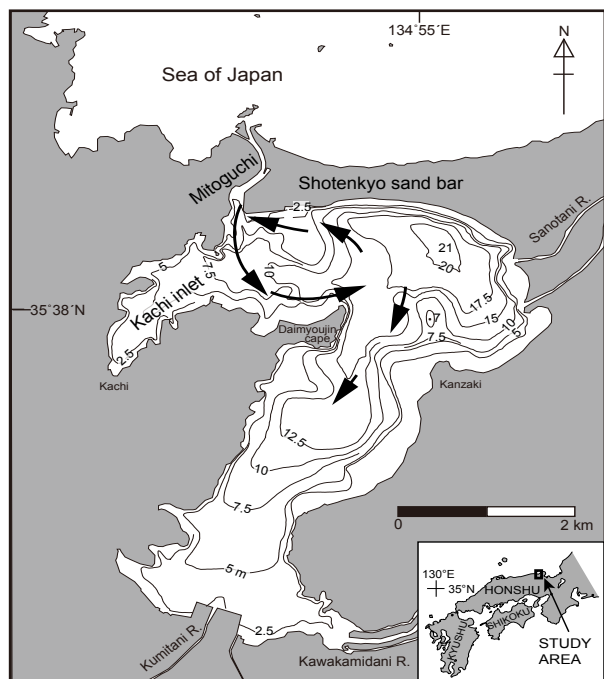 134°55´E
Sea of Japan
N
Mitoguchi
Shotenkyo sand bar
Sanotani R.
2.5
21
20
10
5
7.5
Kachi inlet
17.5
15
10
5
35°38´N
7
7.5
Daimyoujin
cape
2.5
Kachi
Kanzaki
12.5
10
7.5
0
2 km
5 m
130°E
35°N
HONSHU
SHIKOKU
KYUSHU
STUDY
AREA
2.5
Kumitani R.
Kawakamidani R.